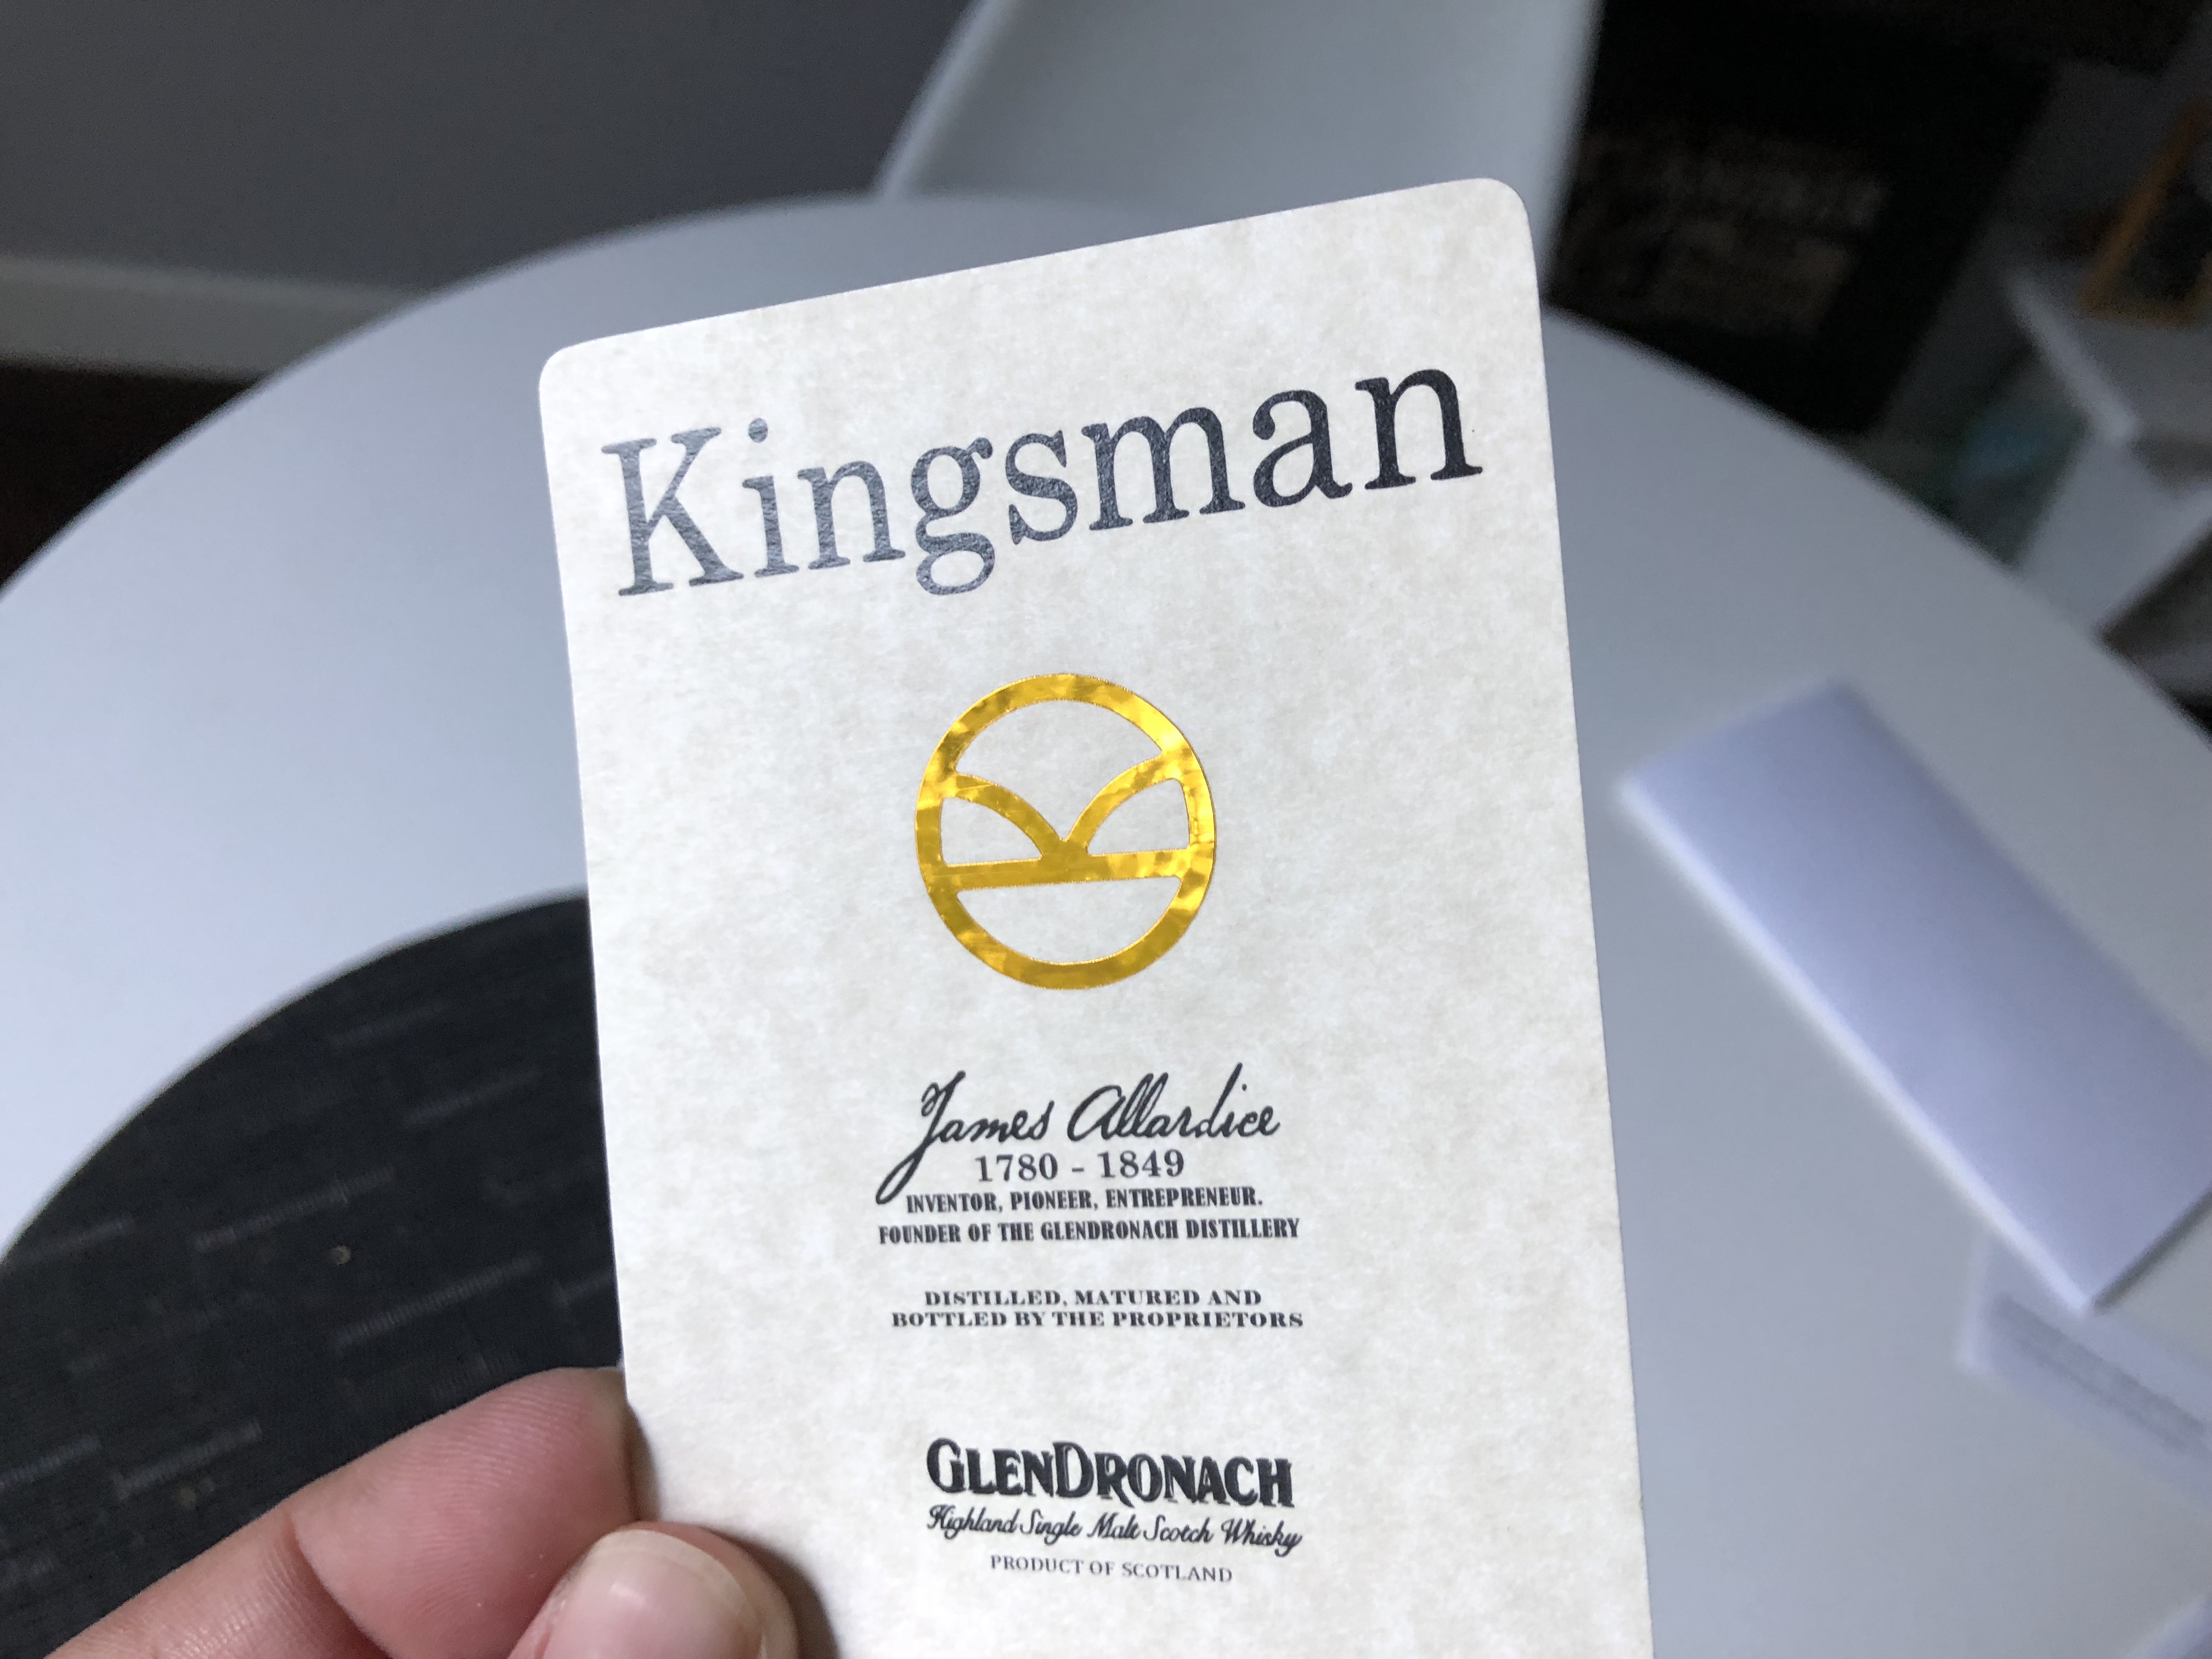 Kingsman
James Allardice
1780 - 1849
INVENTOR, PIONEER, ENTREPRENEUR.
FOUNDER OF THE GLENDRONACH DISTILLERY
DISTILLED, MATURED AND
BOTTLED BY THE PROPRIETORS
GLENDRONACH
Highland Single Malt Scotch Whisky
PRODUCT OF SCOTLAND